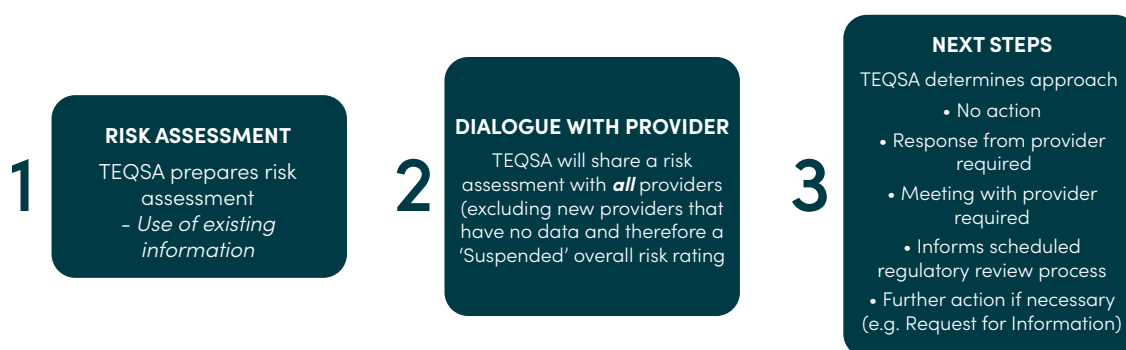 1
RISK ASSESSMENT
TEQSA prepares risk
assessment
- Use of existing
information
2
DIALOGUE WITH PROVIDER
TEQSA will share a risk
assessment with all providers
(excluding new providers that
have no data and therefore a
'Suspended' overall risk rating
3
NEXT STEPS
TEQSA determines approach
• No action
• Response from provider
required
• Meeting with provider
required
• Informs scheduled
regulatory review process
• Further action if necessary
(e.g. Request for Information)